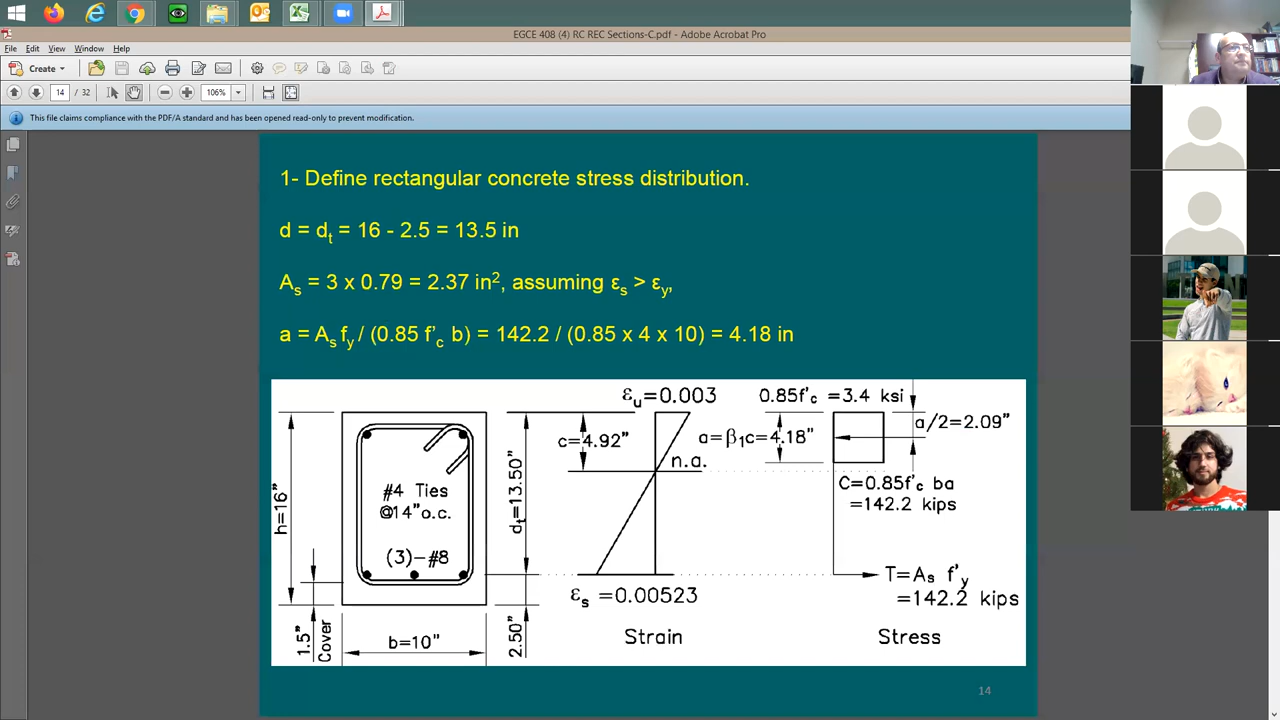 EGCE 408 (4) RC REC Sections-C.pdf - Adobe Acrobat Pro
File Edit View Window Help
Create
14 / 32 106%
This file claims compliance with the PDF/A standard and has been opened read-only to prevent modification.
1- Define rectangular concrete stress distribution.
d = dt = 16 - 2.5 = 13.5 in
As = 3 x 0.79 = 2.37 in², assuming εs > εy,
a = As fy / (0.85 f'c b) = 142.2 / (0.85 x 4 x 10) = 4.18 in
εu = 0.003
0.85f'c =3.4 ksi
a/2=2.09"
c=4.92"
a=β1c=4.18"
n.a.
h=16"
#4 Ties
@14"o.c.
(3)-#8
dt=13.50"
C=0.85f'c ba
=142.2 kips
T=As f'y
=142.2 kips
εs =0.00523
1.5"
Cover
b=10"
2.50"
Strain
Stress
14